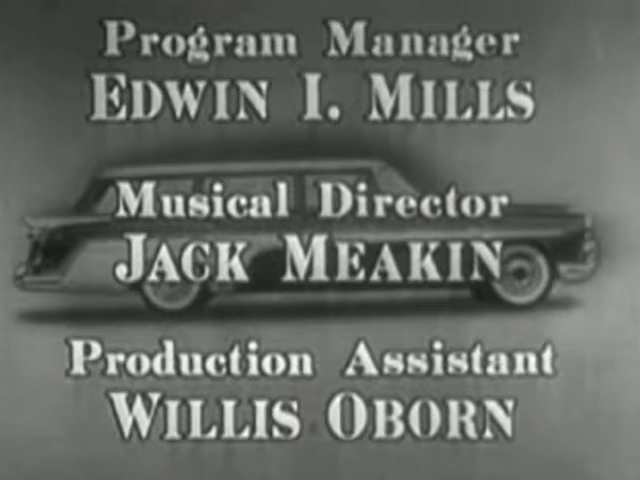 Program Manager
EDWIN I. MILLS
Musical Director
JACK MEAKIN
Production Assistant
WILLIS OBORN